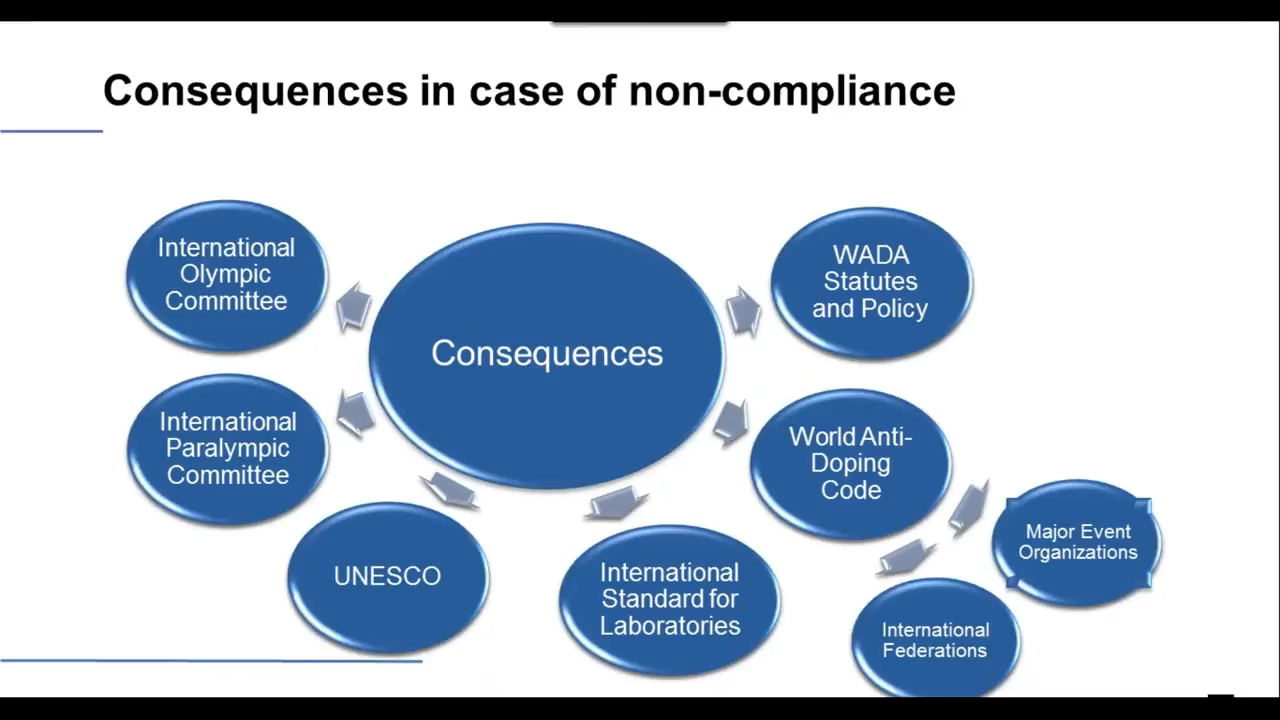 Consequences in case of non-compliance
International
Olympic
Committee
International
Paralympic
Committee
UNESCO
Consequences
International
Standard for
Laboratories
WADA
Statutes
and Policy
World Anti-
Doping
Code
International
Federations
Major Event
Organizations